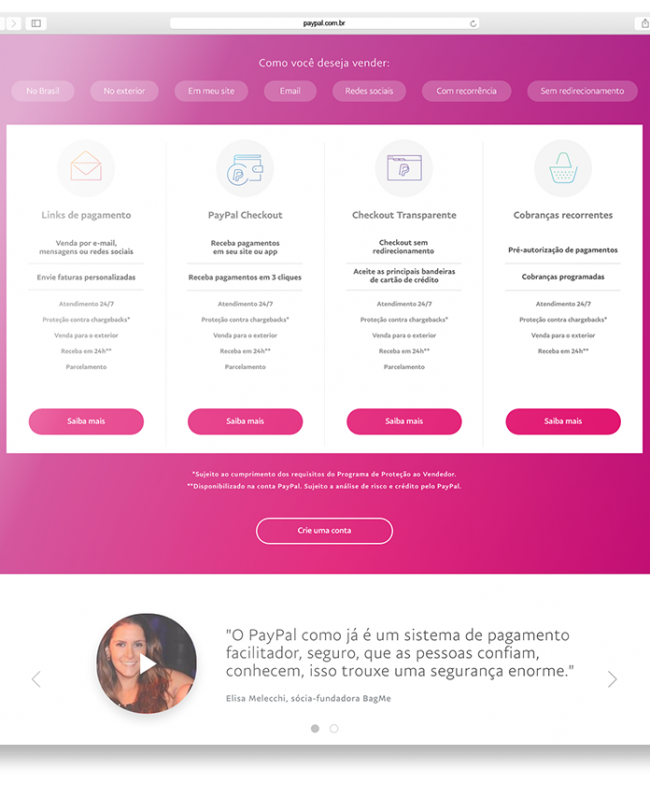 paypal.com.br
Como você deseja vender:
No Brasil
No exterior
Em meu site
Email
Redes sociais
Com recorrência
Sem redirecionamento
Links de pagamento
Venda por e-mail,
mensagens ou redes sociais
Envie faturas personalizadas
Atendimento 24/7
Proteção contra chargebacks*
Venda para o exterior
Receba em 24h**
Parcelamento
Saiba mais
PayPal Checkout
Receba pagamentos
em seu site ou app
Receba pagamentos em 3 cliques
Atendimento 24/7
Proteção contra chargebacks*
Venda para o exterior
Receba em 24h**
Parcelamento
Saiba mais
Checkout Transparente
Checkout sem
redirecionamento
Aceite as principais bandeiras
de cartão de crédito
Atendimento 24/7
Proteção contra chargebacks*
Venda para o exterior
Receba em 24h**
Parcelamento
Saiba mais
Cobranças recorrentes
Pré-autorização de pagamentos
Cobranças programadas
Atendimento 24/7
Proteção contra chargebacks*
Venda para o exterior
Receba em 24h**
Saiba mais
*Sujeito ao cumprimento dos requisitos do Programa de Proteção ao Vendedor.
**Disponibilizado na conta PayPal. Sujeito a análise de risco e crédito pelo PayPal.
Crie uma conta
"O PayPal como já é um sistema de pagamento
facilitador, seguro, que as pessoas confiam,
conhecem, isso trouxe uma segurança enorme."
Elisa Melecchi, sócia-fundadora BagMe